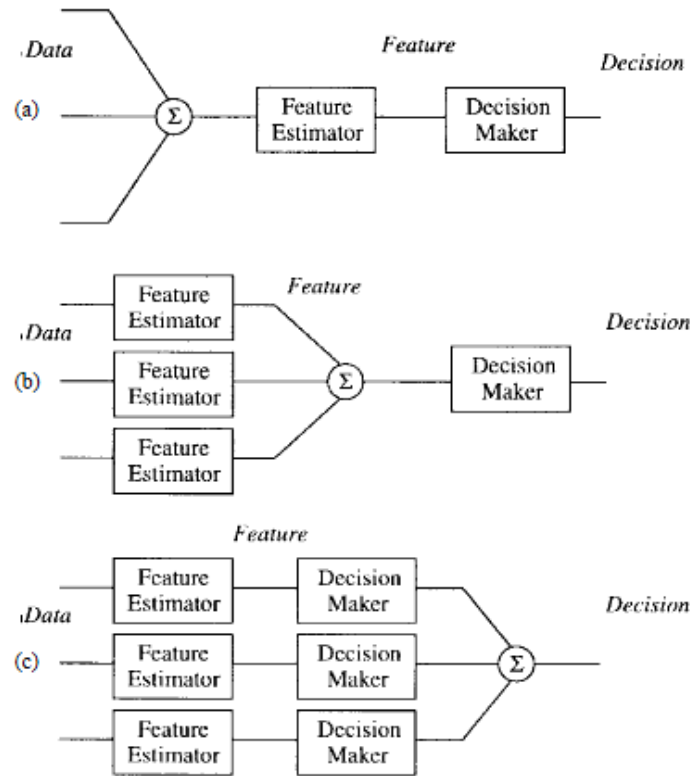 Data
Feature
Decision
(a)
Σ
Feature
Estimator
Decision
Maker
Feature
Estimator
Feature
Data
Decision
(b)
Feature
Estimator
Σ
Decision
Maker
Feature
Estimator
Feature
Feature
Estimator
Decision
Maker
Data
Decision
(c)
Feature
Estimator
Decision
Maker
Σ
Feature
Estimator
Decision
Maker